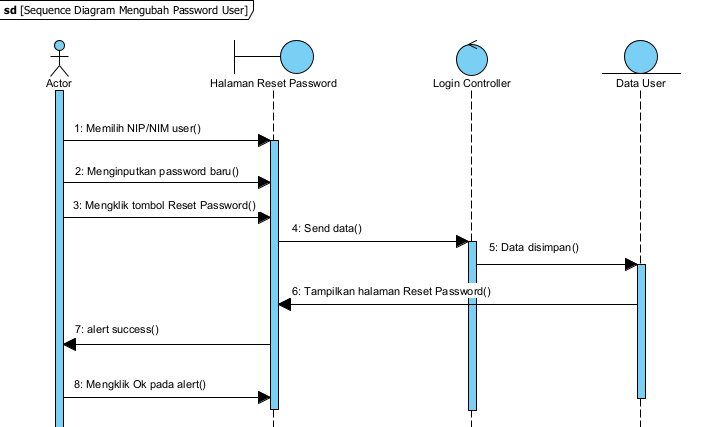 sd [Sequence Diagram Mengubah Password User]
Actor
Halaman Reset Password
Login Controller
Data User
1: Memilih NIP/NIM user()
2: Menginputkan password baru()
3: Mengklik tombol Reset Password()
4: Send data()
5: Data disimpan()
6: Tampilkan halaman Reset Password()
7: alert success()
8: Mengklik Ok pada alert()